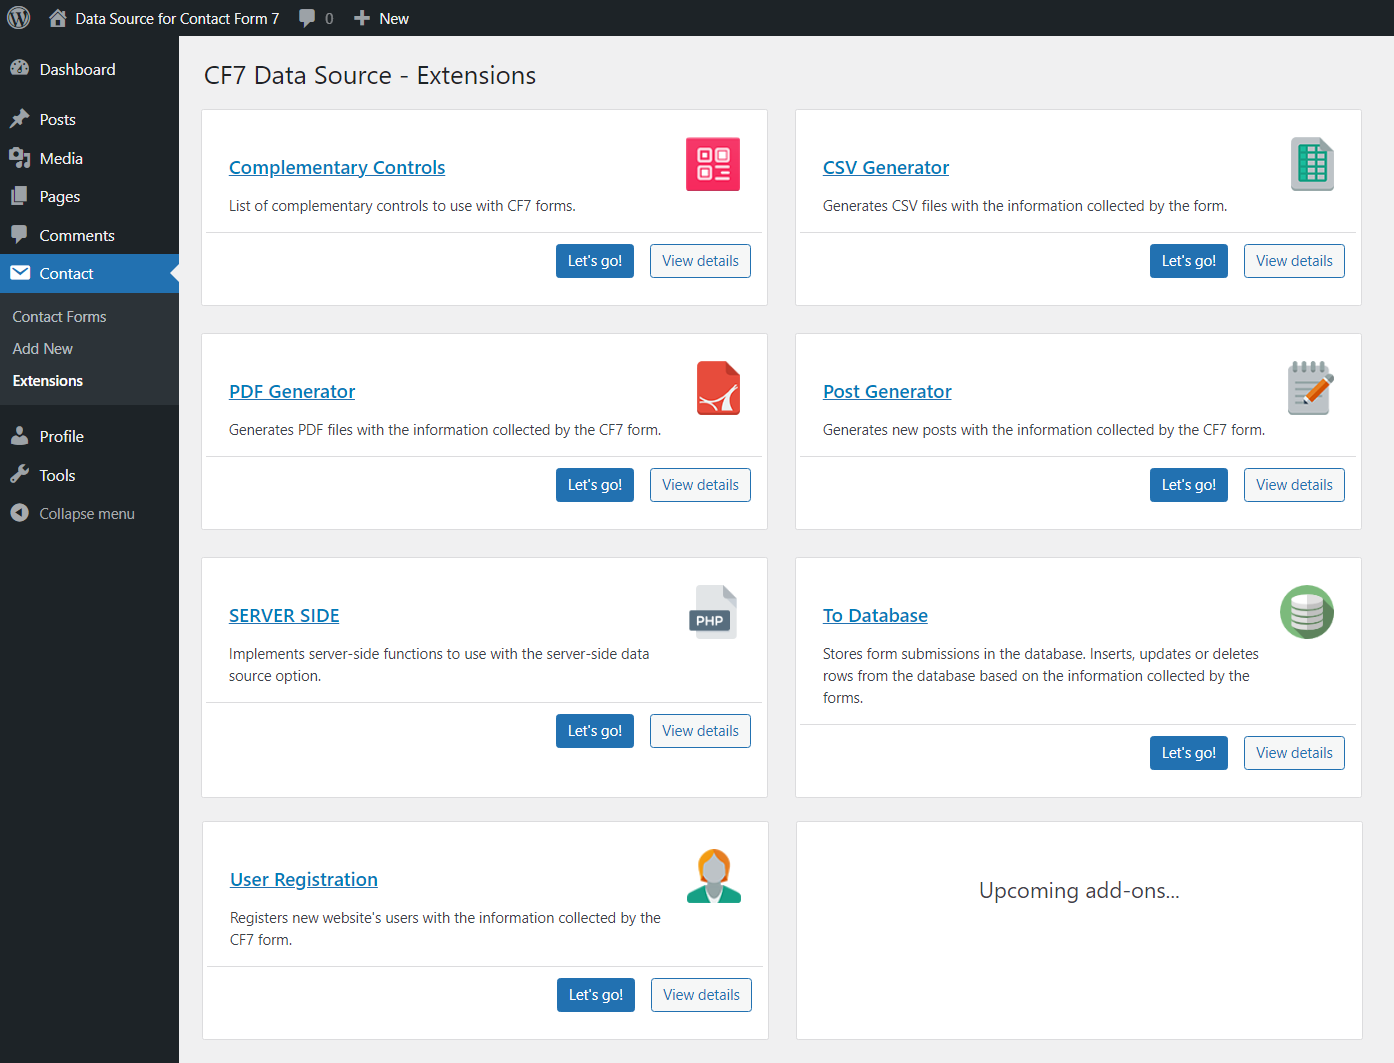 Data Source for Contact Form 7 0 New
Dashboard
Posts
Media
Pages
Comments
Contact
Contact Forms
Add New
Extensions
Profile
Tools
Collapse menu
CF7 Data Source - Extensions
Complementary Controls
List of complementary controls to use with CF7 forms.
Let's go! View details
CSV Generator
Generates CSV files with the information collected by the form.
Let's go! View details
PDF Generator
Generates PDF files with the information collected by the CF7 form.
Let's go! View details
Post Generator
Generates new posts with the information collected by the CF7 form.
Let's go! View details
SERVER SIDE
PHP
Implements server-side functions to use with the server-side data
source option.
Let's go! View details
To Database
Stores form submissions in the database. Inserts, updates or deletes
rows from the database based on the information collected by the
forms.
Let's go! View details
User Registration
Registers new website's users with the information collected by the
CF7 form.
Let's go! View details
Upcoming add-ons...